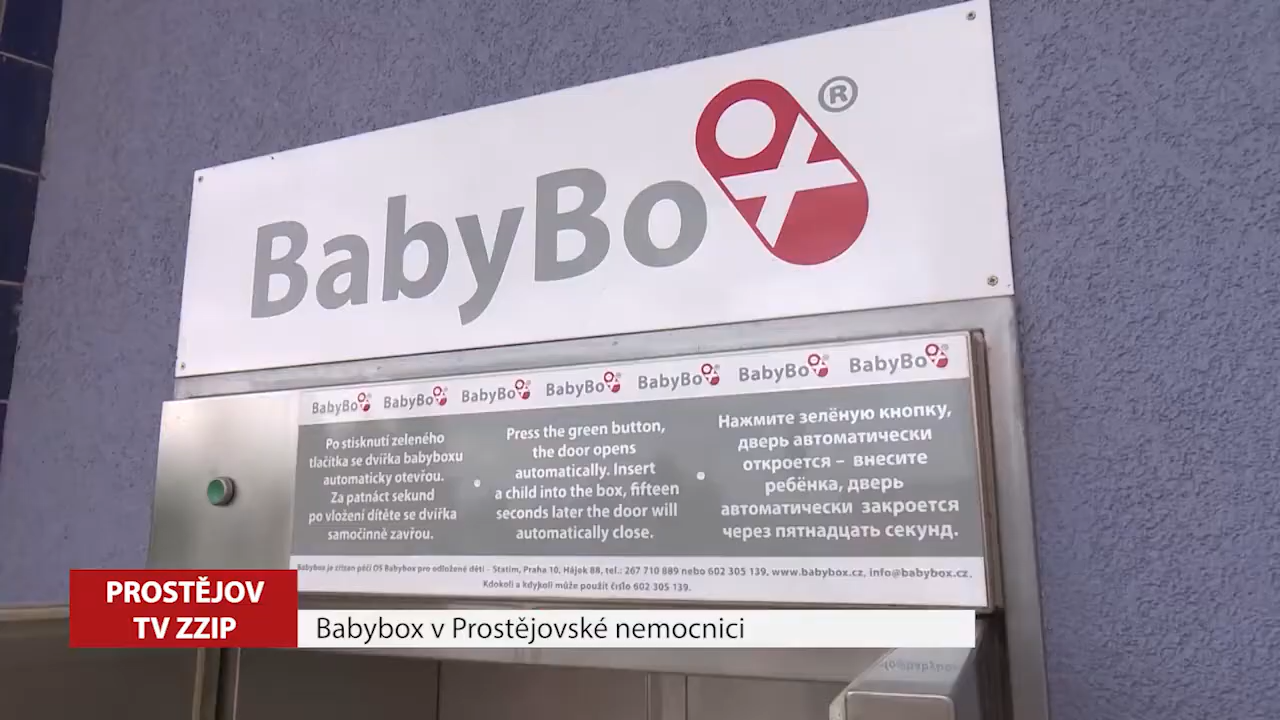 BabyBox®
BabyBox® BabyBox® BabyBox® BabyBox® BabyBox® BabyBox® BabyBox®
Po stisknutí zeleného
tlačítka se dvířka babyboxu
automaticky otevřou.
Za patnáct sekund
po vložení dítěte se dvířka
samočinně zavřou.
Press the green button,
the door opens
automatically. Insert
a child into the box, fifteen
seconds later the door will
automatically close.
Нажмите зелёную кнопку,
дверь автоматически
откроется – внесите
ребёнка, дверь
автоматически закроется
через пятнадцать секунд.
Babybox je zřízen péčí OS Babybox pro odložené děti - Statim, Praha 10, Hájek 88, tel.: 267 710 889 nebo 602 305 139, www.babybox.cz, info@babybox.cz.
Kdokoli a kdykoli může použít číslo 602 305 139.
PROSTĚJOV
TV ZZIP
Babybox v Prostějovské nemocnici